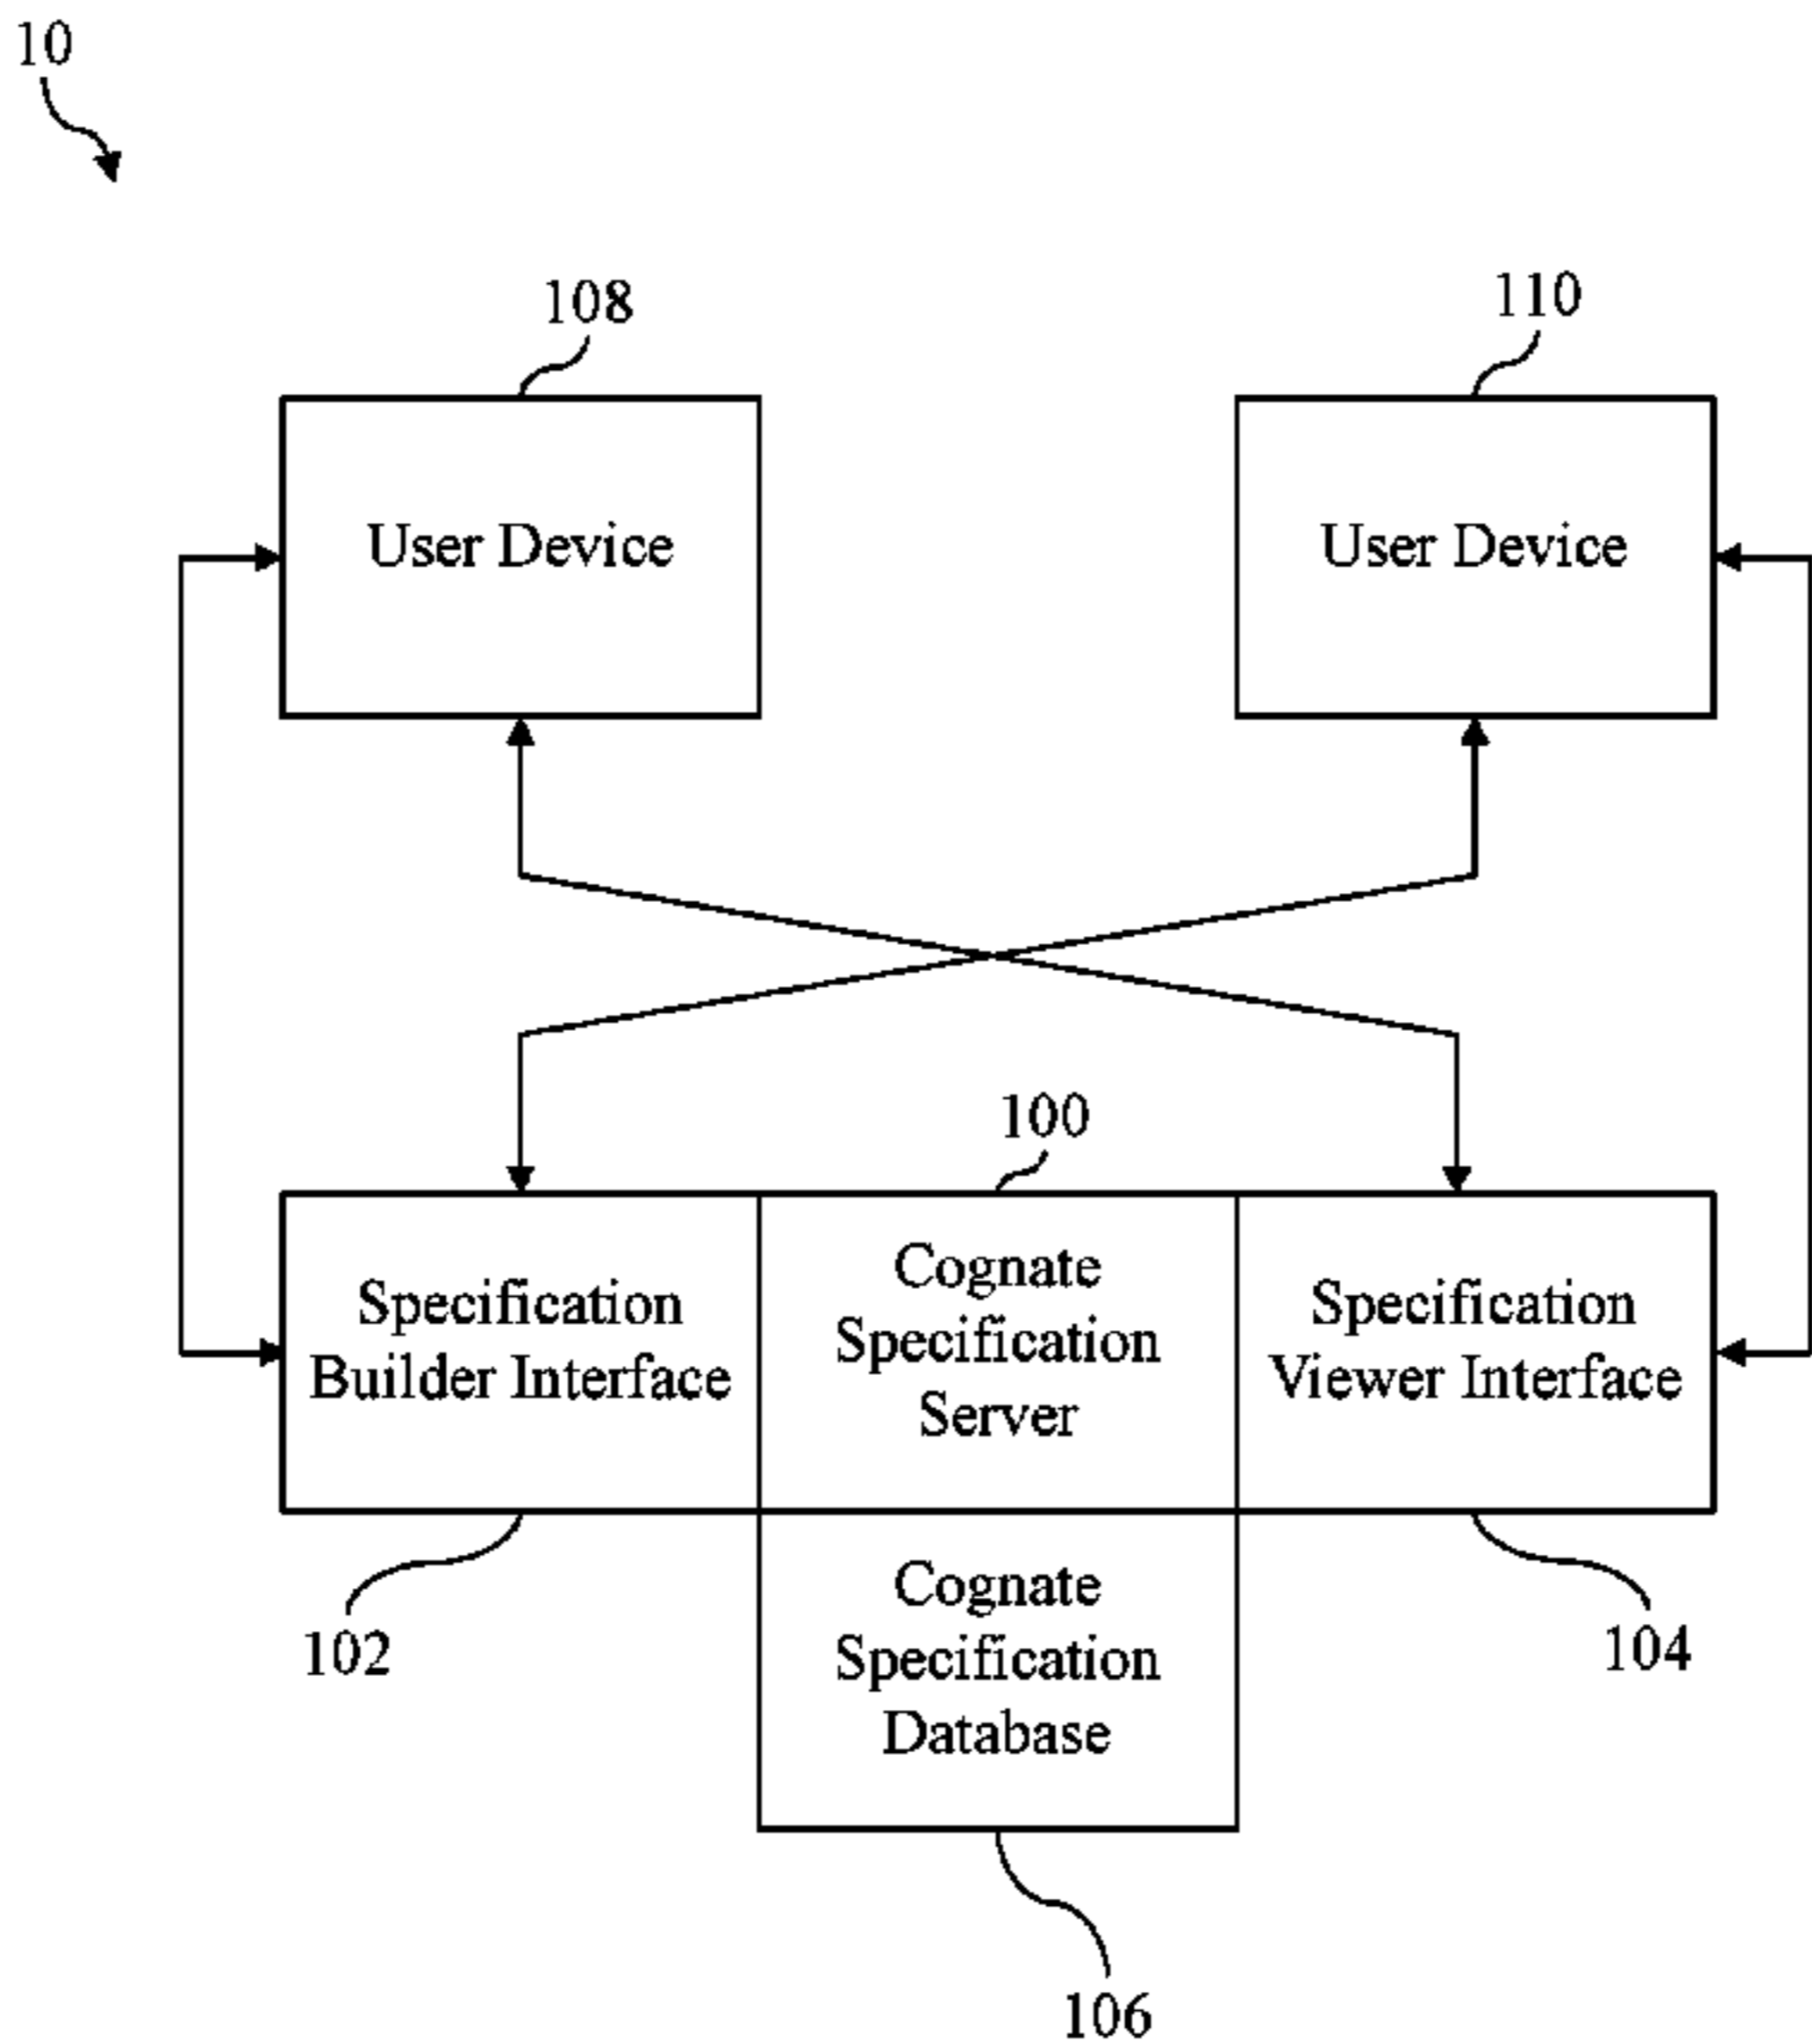 10
108
110
User Device
User Device
100
Specification
Builder Interface
Cognate
Specification
Server
Specification
Viewer Interface
Cognate
Specification
Database
102
104
106